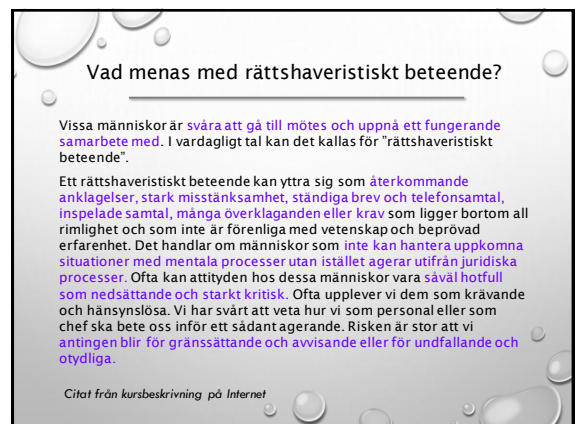 Vad menas med rättshaveristiskt beteende?
Vissa människor är svåra att gå till mötes och uppnå ett fungerande
samarbete med. I vardagligt tal kan det kallas för ”rättshaveristiskt
beteende”.
Ett rättshaveristiskt beteende kan yttra sig som återkommande
anklagelser, stark misstänksamhet, ständiga brev och telefonsamtal,
inspelade samtal, många överklaganden eller krav som ligger bortom all
rimlighet och som inte är förenliga med vetenskap och beprövad
erfarenhet. Det handlar om människor som inte kan hantera uppkomna
situationer med mentala processer utan istället agerar utifrån juridiska
processer. Ofta kan attityden hos dessa människor vara såväl hotfull
som nedsättande och starkt kritisk. Ofta upplever vi dem som krävande
och hänsynslösa. Vi har svårt att veta hur vi som personal eller som
chef ska bete oss inför ett sådant agerande. Risken är stor att vi
antingen blir för gränssättande och avvisande eller för undfallande och
otydliga.
Citat från kursbeskrivning på Internet